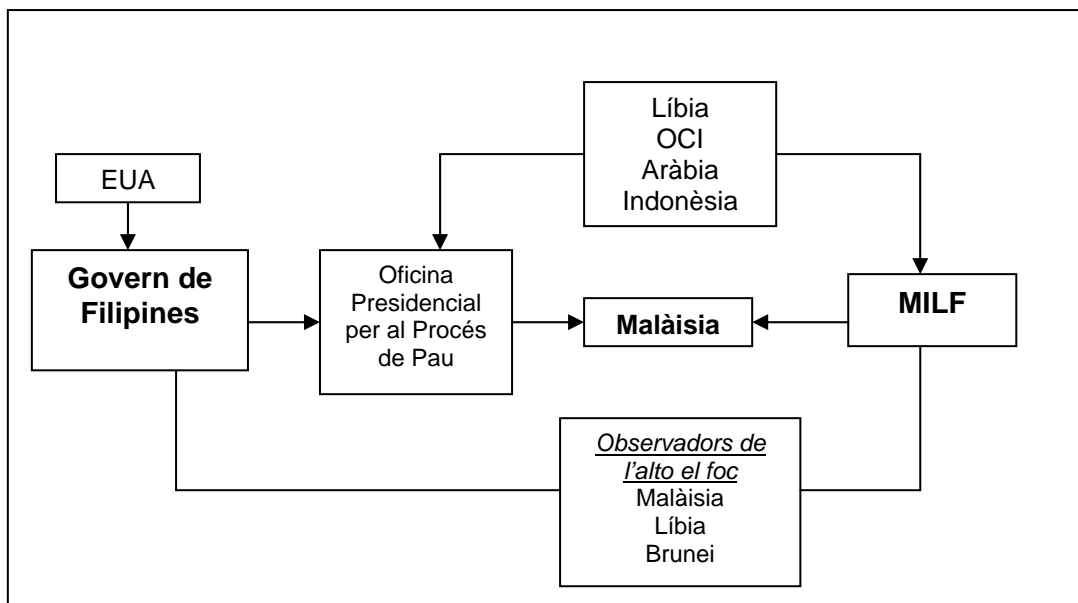 Líbia
OCI
Aràbia
Indonèsia
EUA
Govern de
Filipines
Oficina
Presidencial
per al Procés
de Pau
Malàisia
MILF
Observadors de
l'alto el foc
Malàisia
Líbia
Brunei